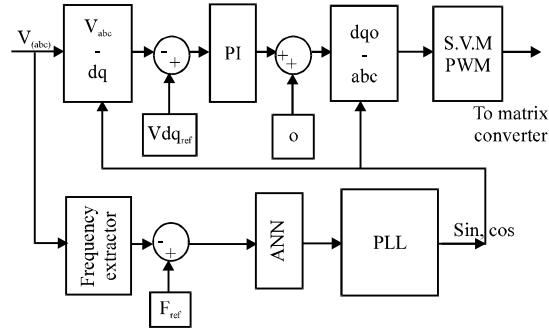 V(abc)
Vabc
-
dq
-
+
PI
+
+
dqo
-
abc
S.V.M
PWM
To matrix
converter
Vdqref
o
Frequency
extractor
-
+
ANN
PLL
Sin, cos
Fref